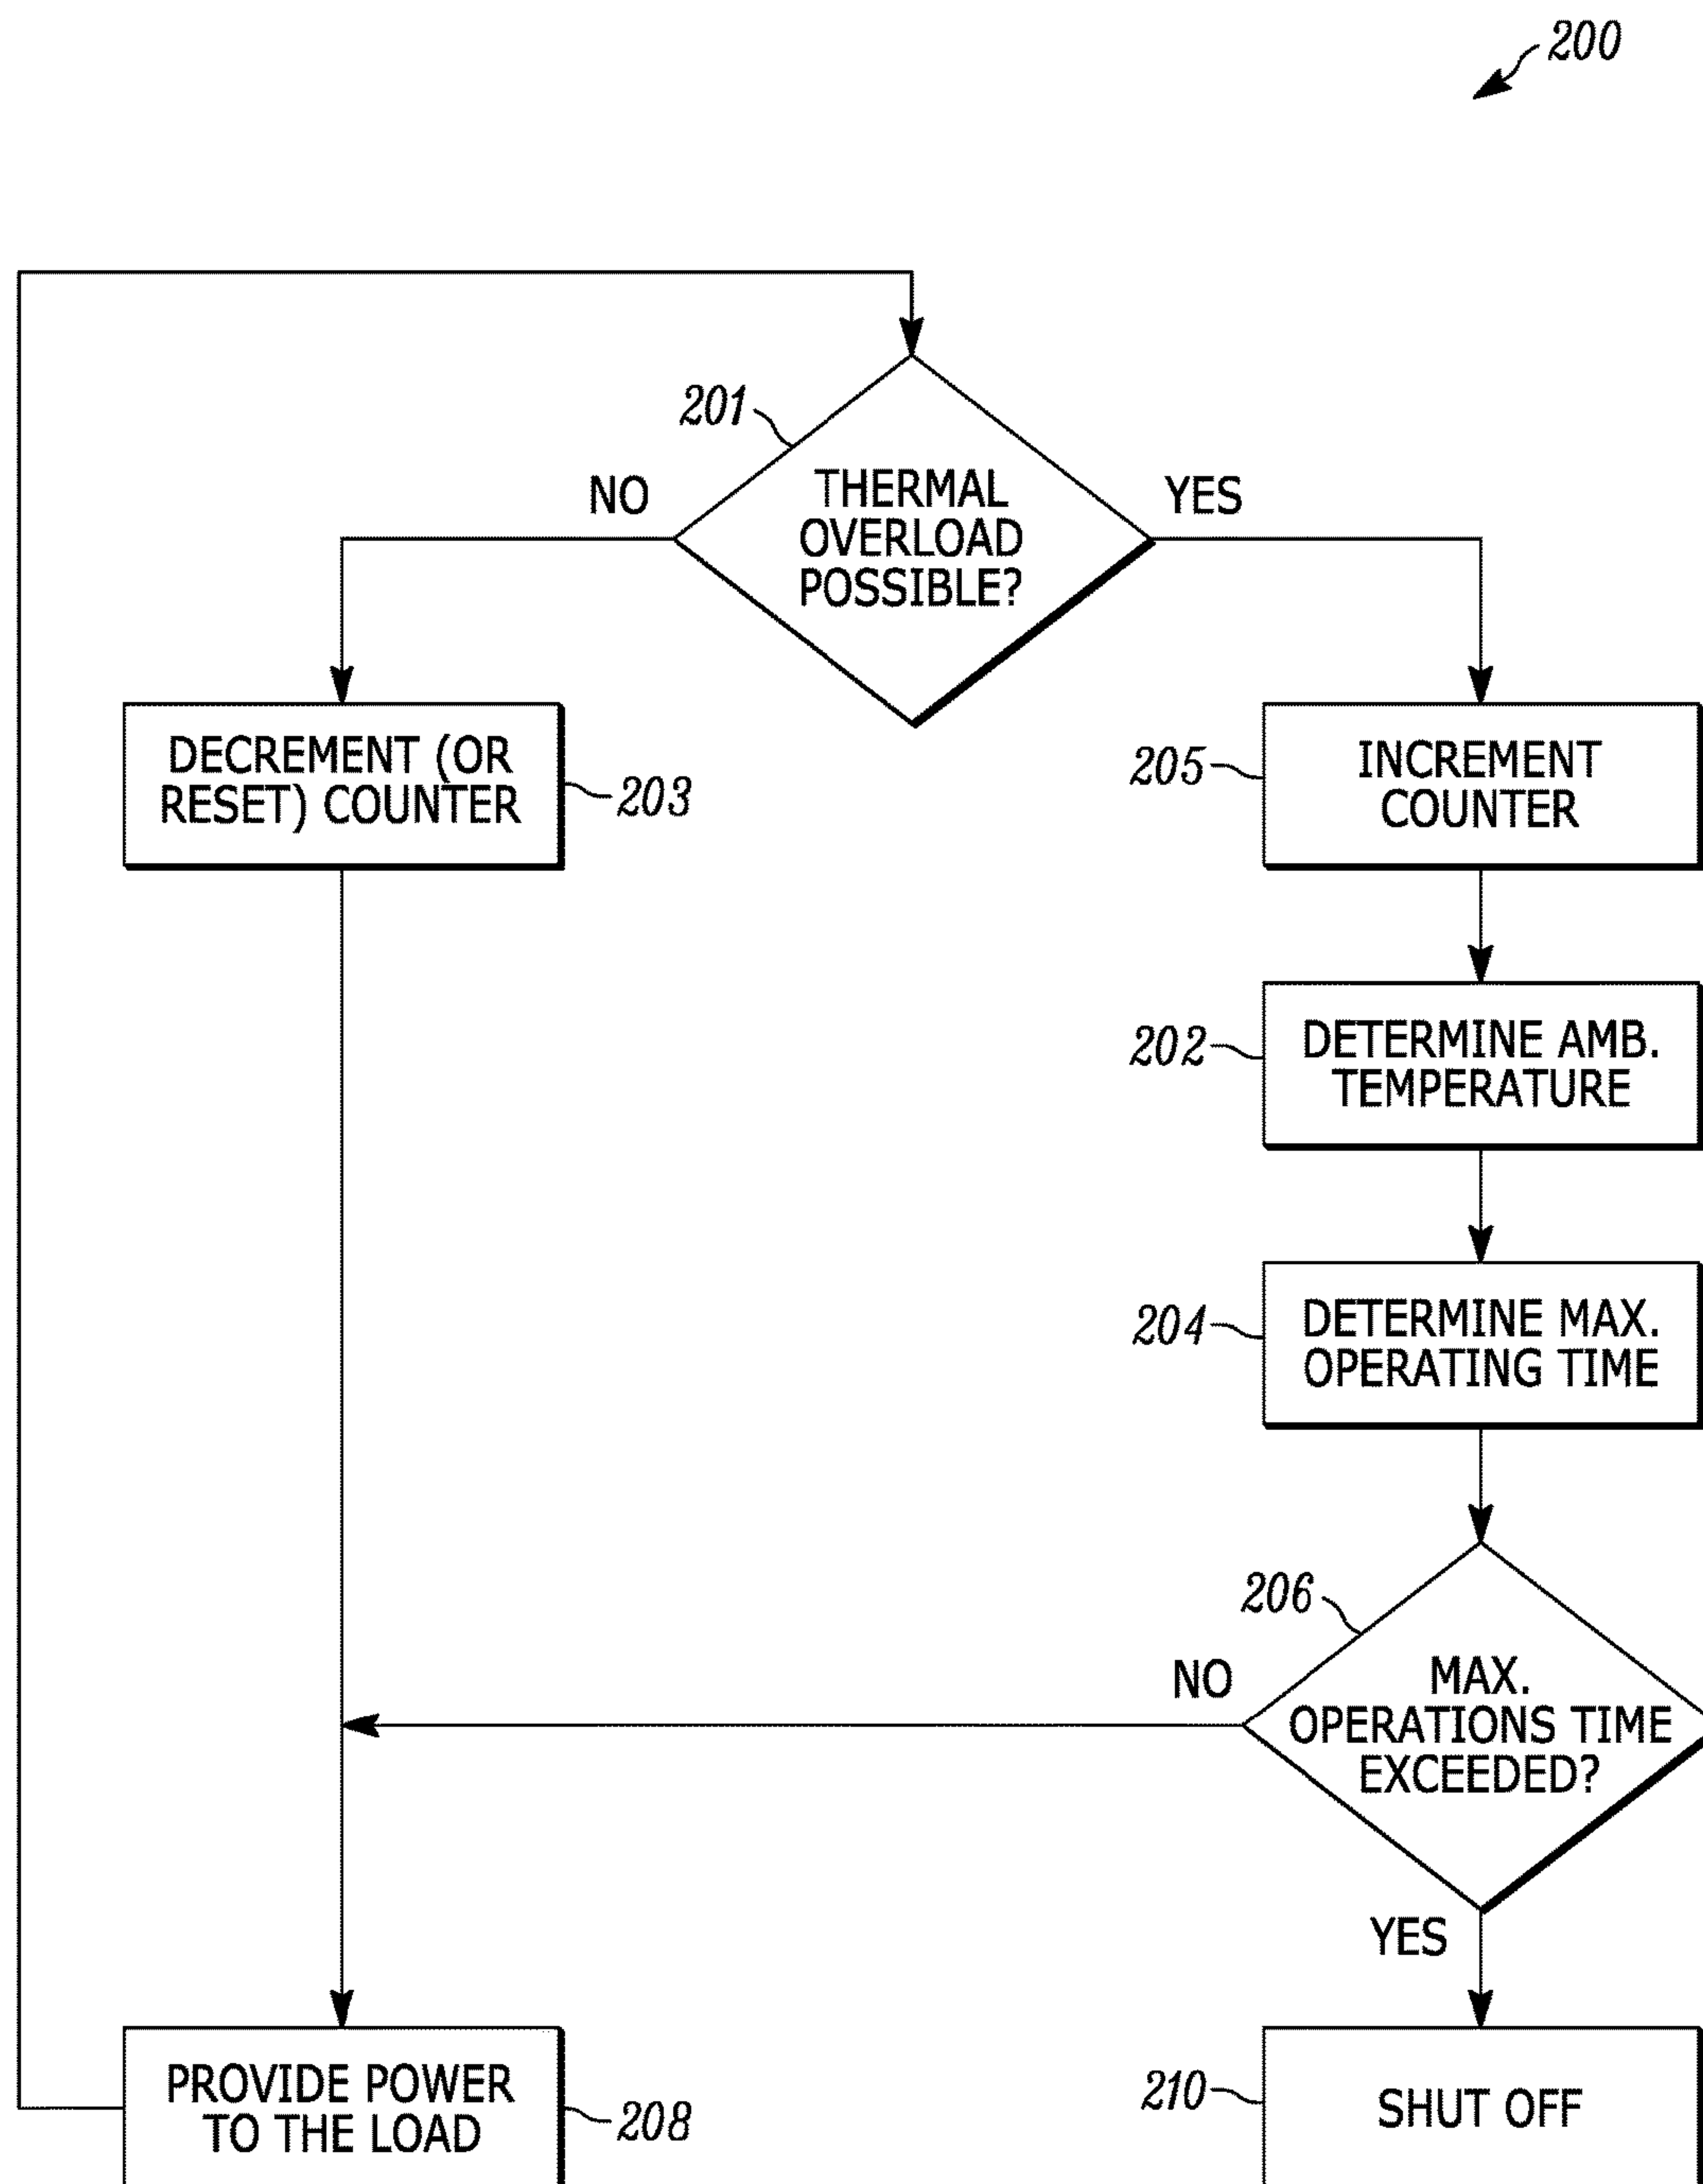 200
201
NO
THERMAL
OVERLOAD
POSSIBLE?
YES
DECREMENT (OR
RESET) COUNTER
203
205
INCREMENT
COUNTER
202
DETERMINE AMB.
TEMPERATURE
204
DETERMINE MAX.
OPERATING TIME
206
NO
MAX.
OPERATIONS TIME
EXCEEDED?
YES
PROVIDE POWER
TO THE LOAD
208
210
SHUT OFF